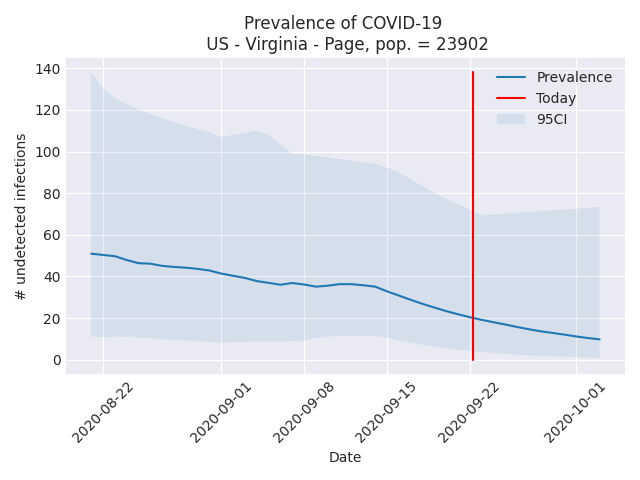 Prevalence of COVID-19
US - Virginia - Page, pop. = 23902
# undetected infections
140
120
100
80
60
40
20
0
Prevalence
Today
95CI
2020-08-22
2020-09-01
2020-09-08
2020-09-15
2020-09-22
2020-10-01
Date